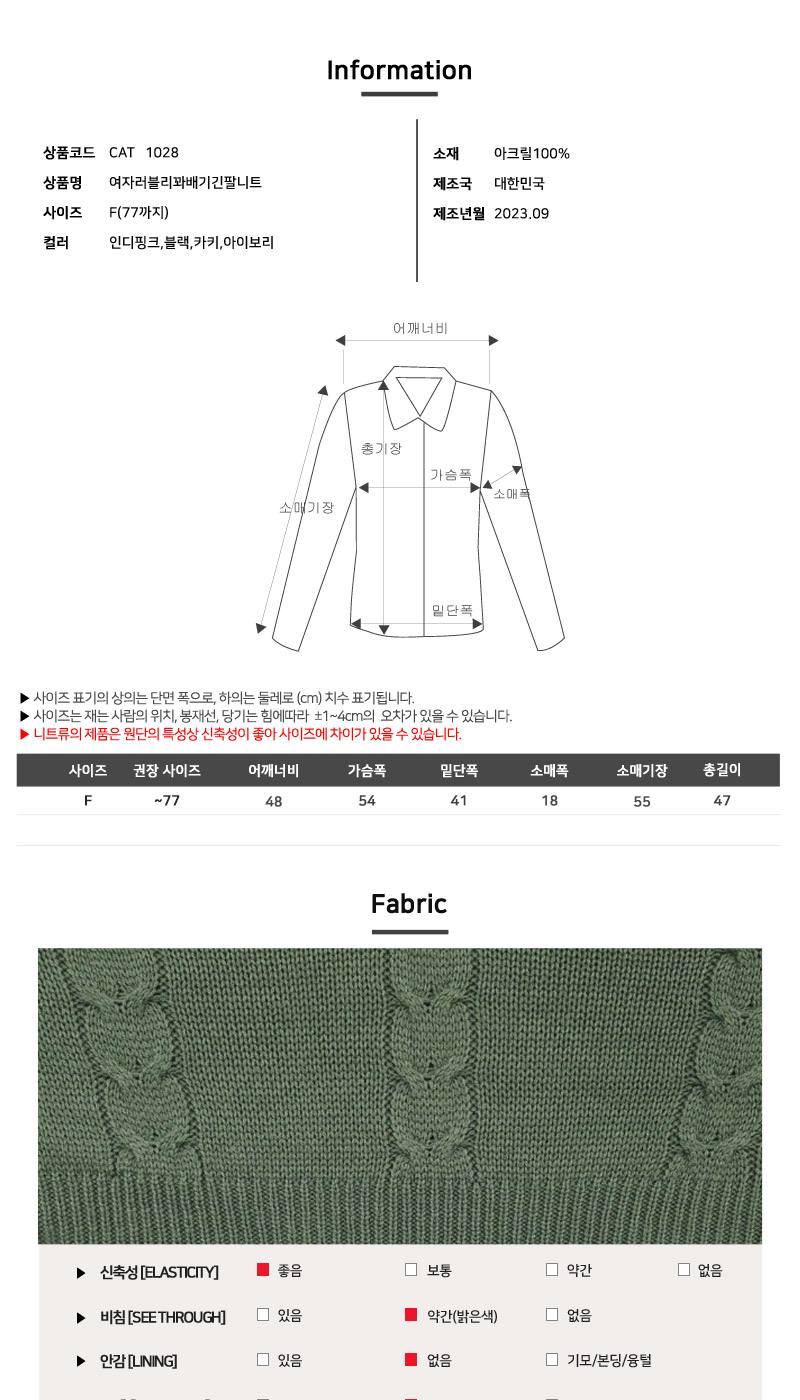 Information
상품코드 CAT 1028
상품명 여자러블리꽈배기긴팔니트
사이즈 F(77까지)
컬러 인디핑크,블랙,카키,아이보리
소재 아크릴100%
제조국 대한민국
제조년월 2023.09
어깨너비
총기장
가슴폭
소매폭
소매기장
밑단폭
▶ 사이즈 표기의 상의는 단면 폭으로, 하의는 둘레로 (cm) 치수 표기됩니다.
▶ 사이즈는 재는 사람의 위치, 봉재선, 당기는 힘에따라 ±1~4cm의 오차가 있을 수 있습니다.
▶ 니트류의 제품은 원단의 특성상 신축성이 좋아 사이즈에 차이가 있을 수 있습니다.
사이즈 권장 사이즈 어깨너비 가슴폭 밑단폭 소매폭 소매기장 총길이
F ~77 48 54 41 18 55 47
Fabric
▶ 신축성 [ELASTICITY] 좋음 보통 약간 없음
▶ 비침 [SEE THROUGH] 있음 약간(밝은색) 없음
▶ 안감 [LINING] 있음 없음 기모/본딩/융털